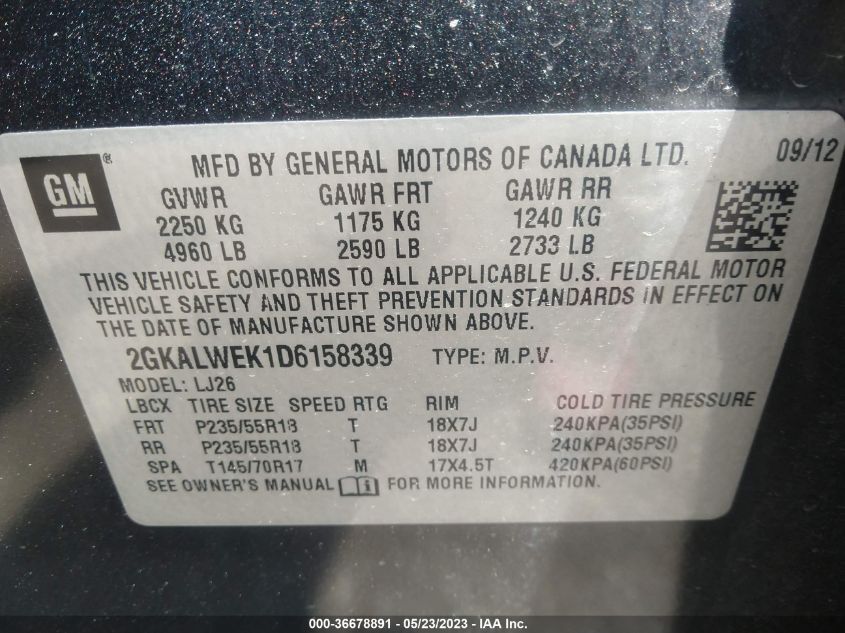 GM®
MFD BY GENERAL MOTORS OF CANADA LTD. 09/12
GVWR GAWR FRT GAWR RR
2250 KG 1175 KG 1240 KG
4960 LB 2590 LB 2733 LB
THIS VEHICLE CONFORMS TO ALL APPLICABLE U.S. FEDERAL MOTOR
VEHICLE SAFETY AND THEFT PREVENTION STANDARDS IN EFFECT ON
THE DATE OF MANUFACTURE SHOWN ABOVE.
2GKALWEK1D6158339 TYPE: M.P.V.
MODEL: LJ26
LBCX TIRE SIZE SPEED RTG RIM COLD TIRE PRESSURE
FRT P235/55R18 T 18X7J 240KPA(35PSI)
RR P235/55R18 T 18X7J 240KPA(35PSI)
SPA T145/70R17 M 17X4.5T 420KPA(60PSI)
SEE OWNER'S MANUAL FOR MORE INFORMATION.
000-36678891 - 05/23/2023 - IAA Inc.